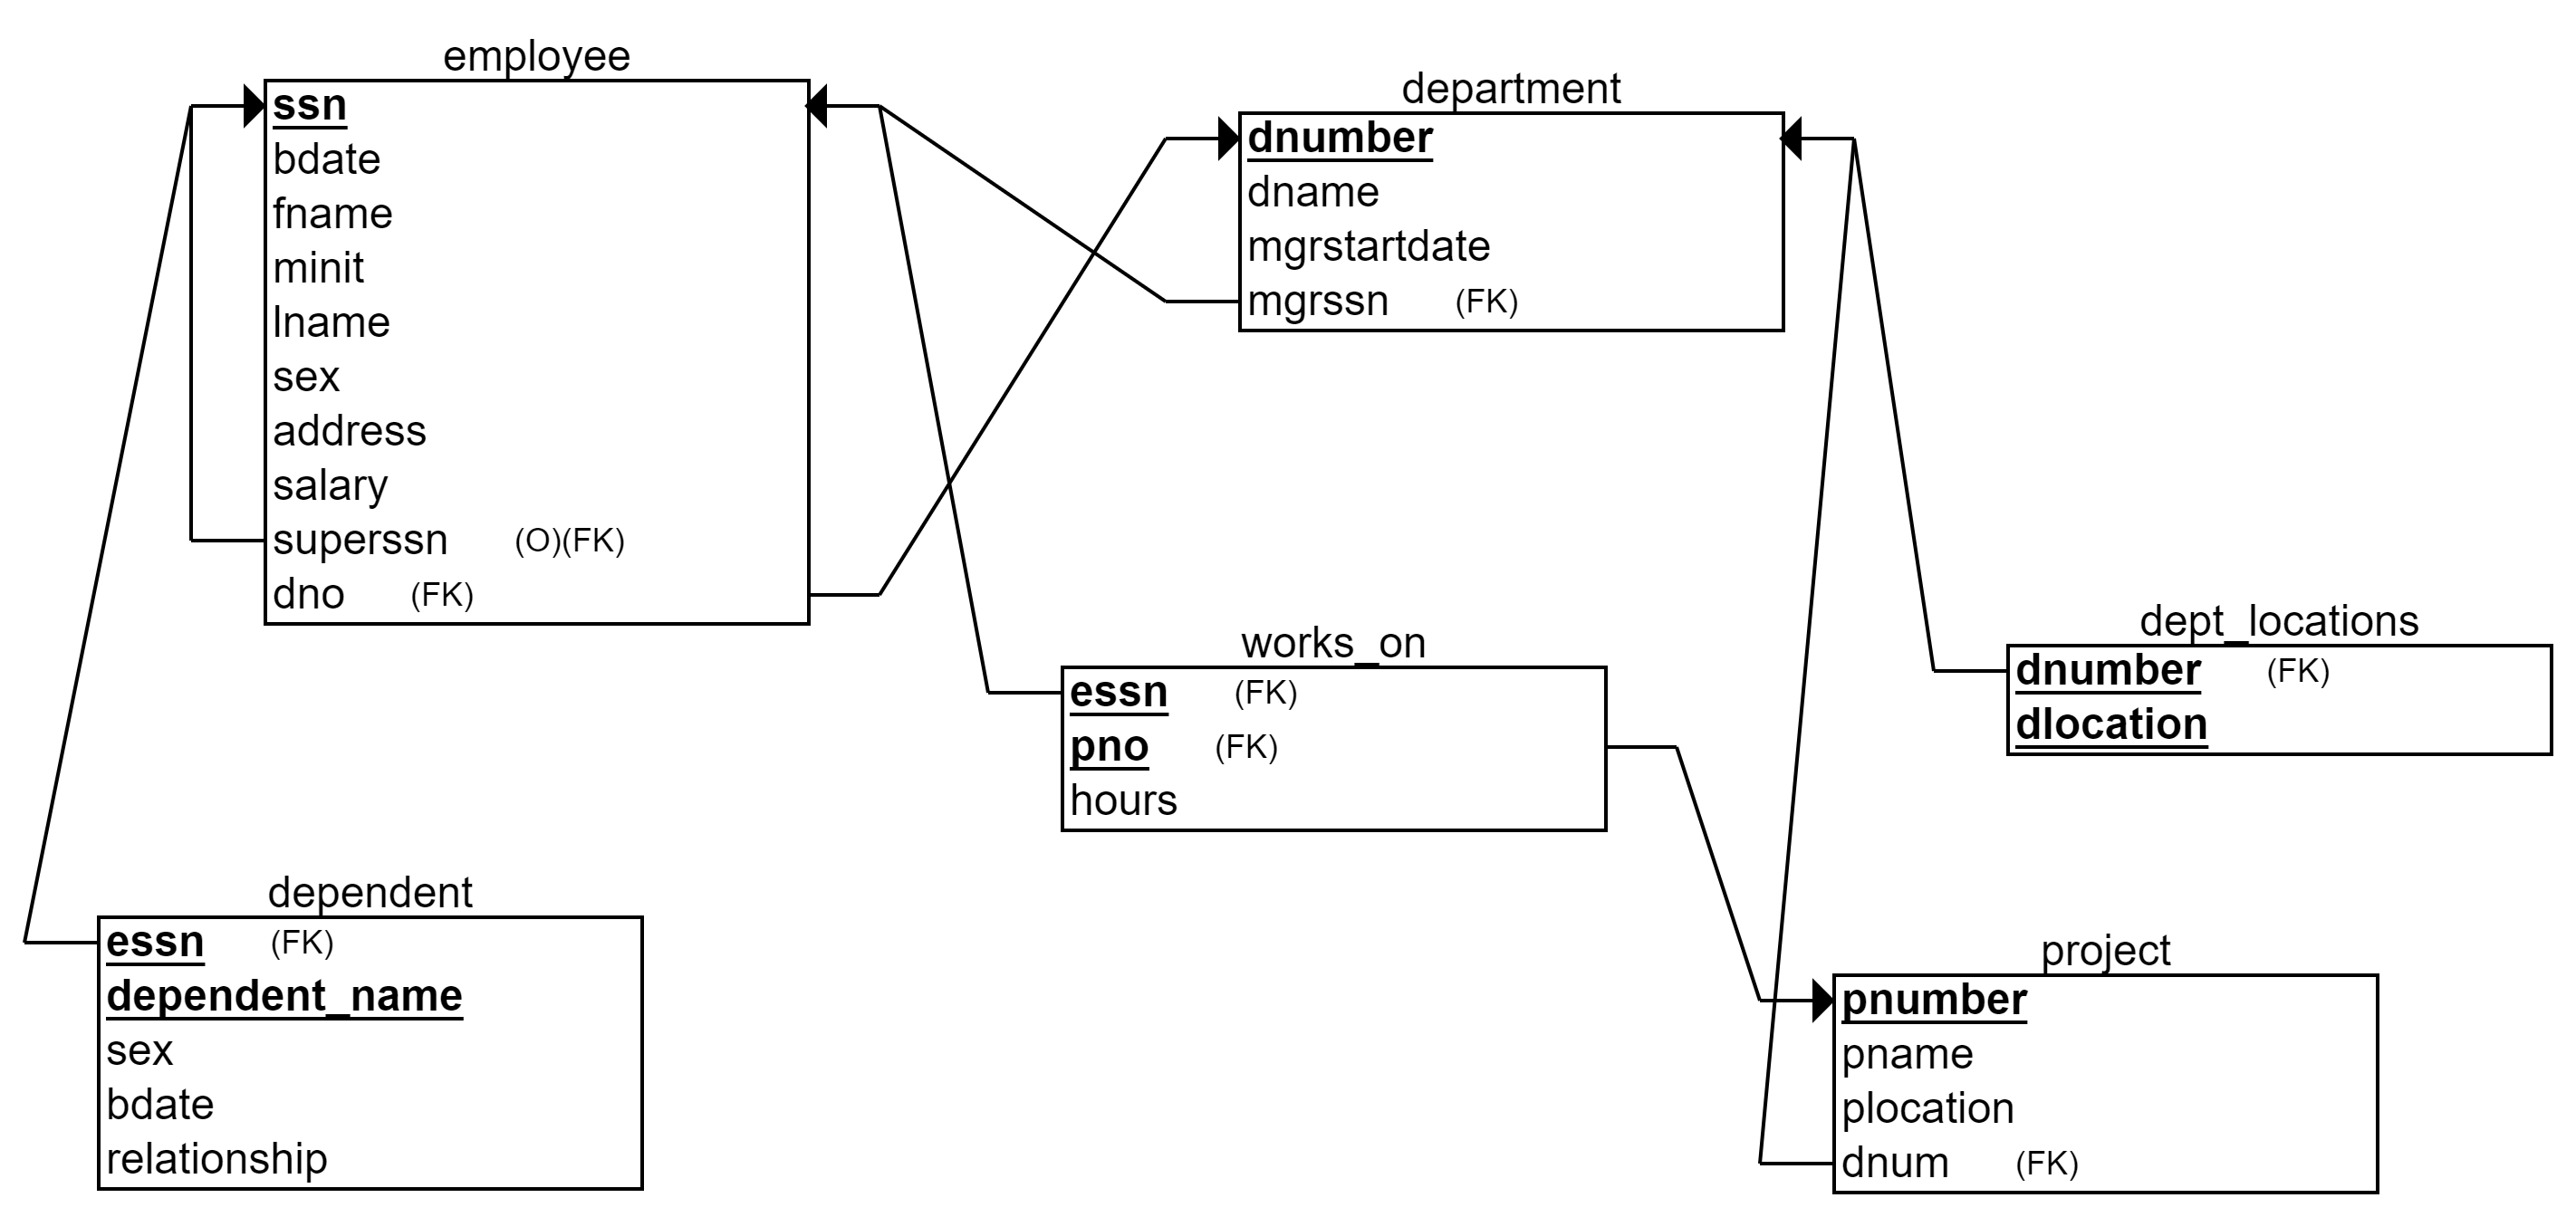 employee
ssn
bdate
fname
minit
lname
sex
address
salary
superssn (O)(FK)
dno (FK)
department
dnumber
dname
mgrstartdate
mgrssn (FK)
works_on
essn (FK)
pno (FK)
hours
dept_locations
dnumber (FK)
dlocation
dependent
essn (FK)
dependent_name
sex
bdate
relationship
project
pnumber
pname
plocation
dnum (FK)